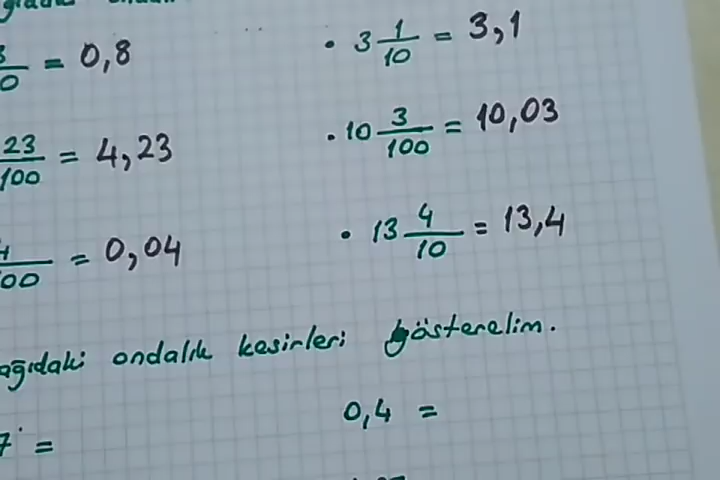 = 0,8 • 3 1/10 = 3,1
23/100 = 4,23 • 10 3/100 = 10,03
= 0,04 • 13 4/10 = 13,4
ondalık kesirleri gösterelim.
7 = 0,4 =